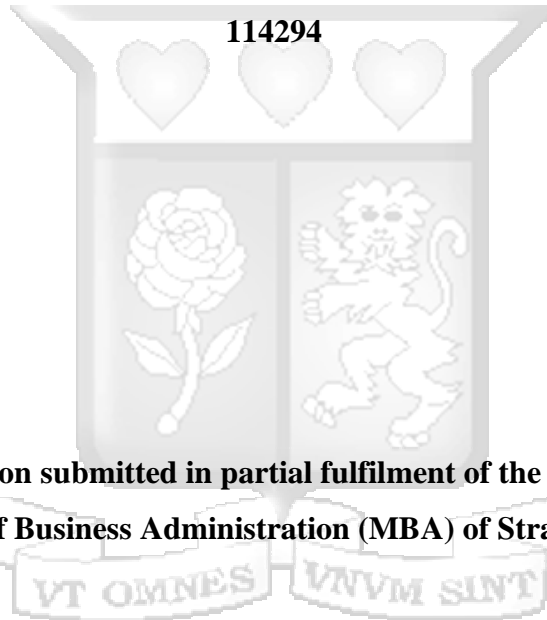 114294
on submitted in partial fulfilment of the
f Business Administration (MBA) of Stra
VT OMNES VNVM SINT